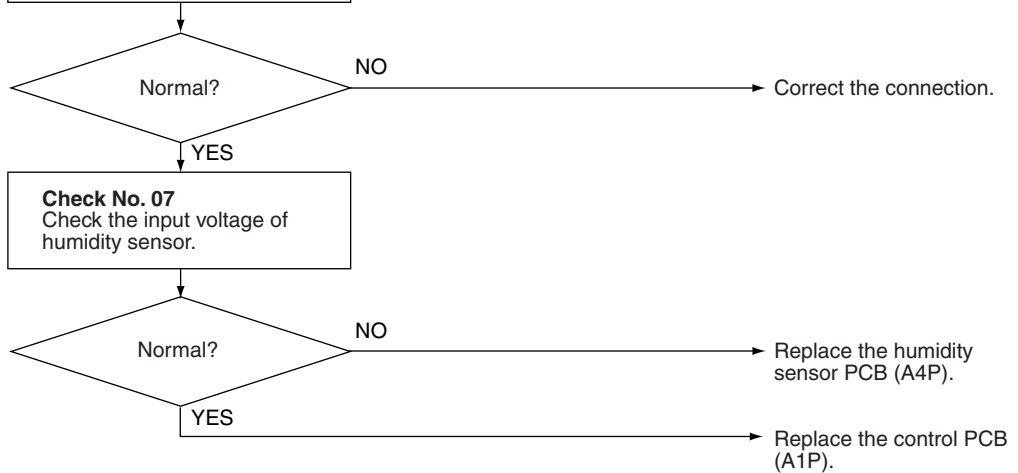 Normal?
NO
Correct the connection.
YES
Check No. 07
Check the input voltage of
humidity sensor.
Normal?
NO
Replace the humidity
sensor PCB (A4P).
YES
Replace the control PCB
(A1P).